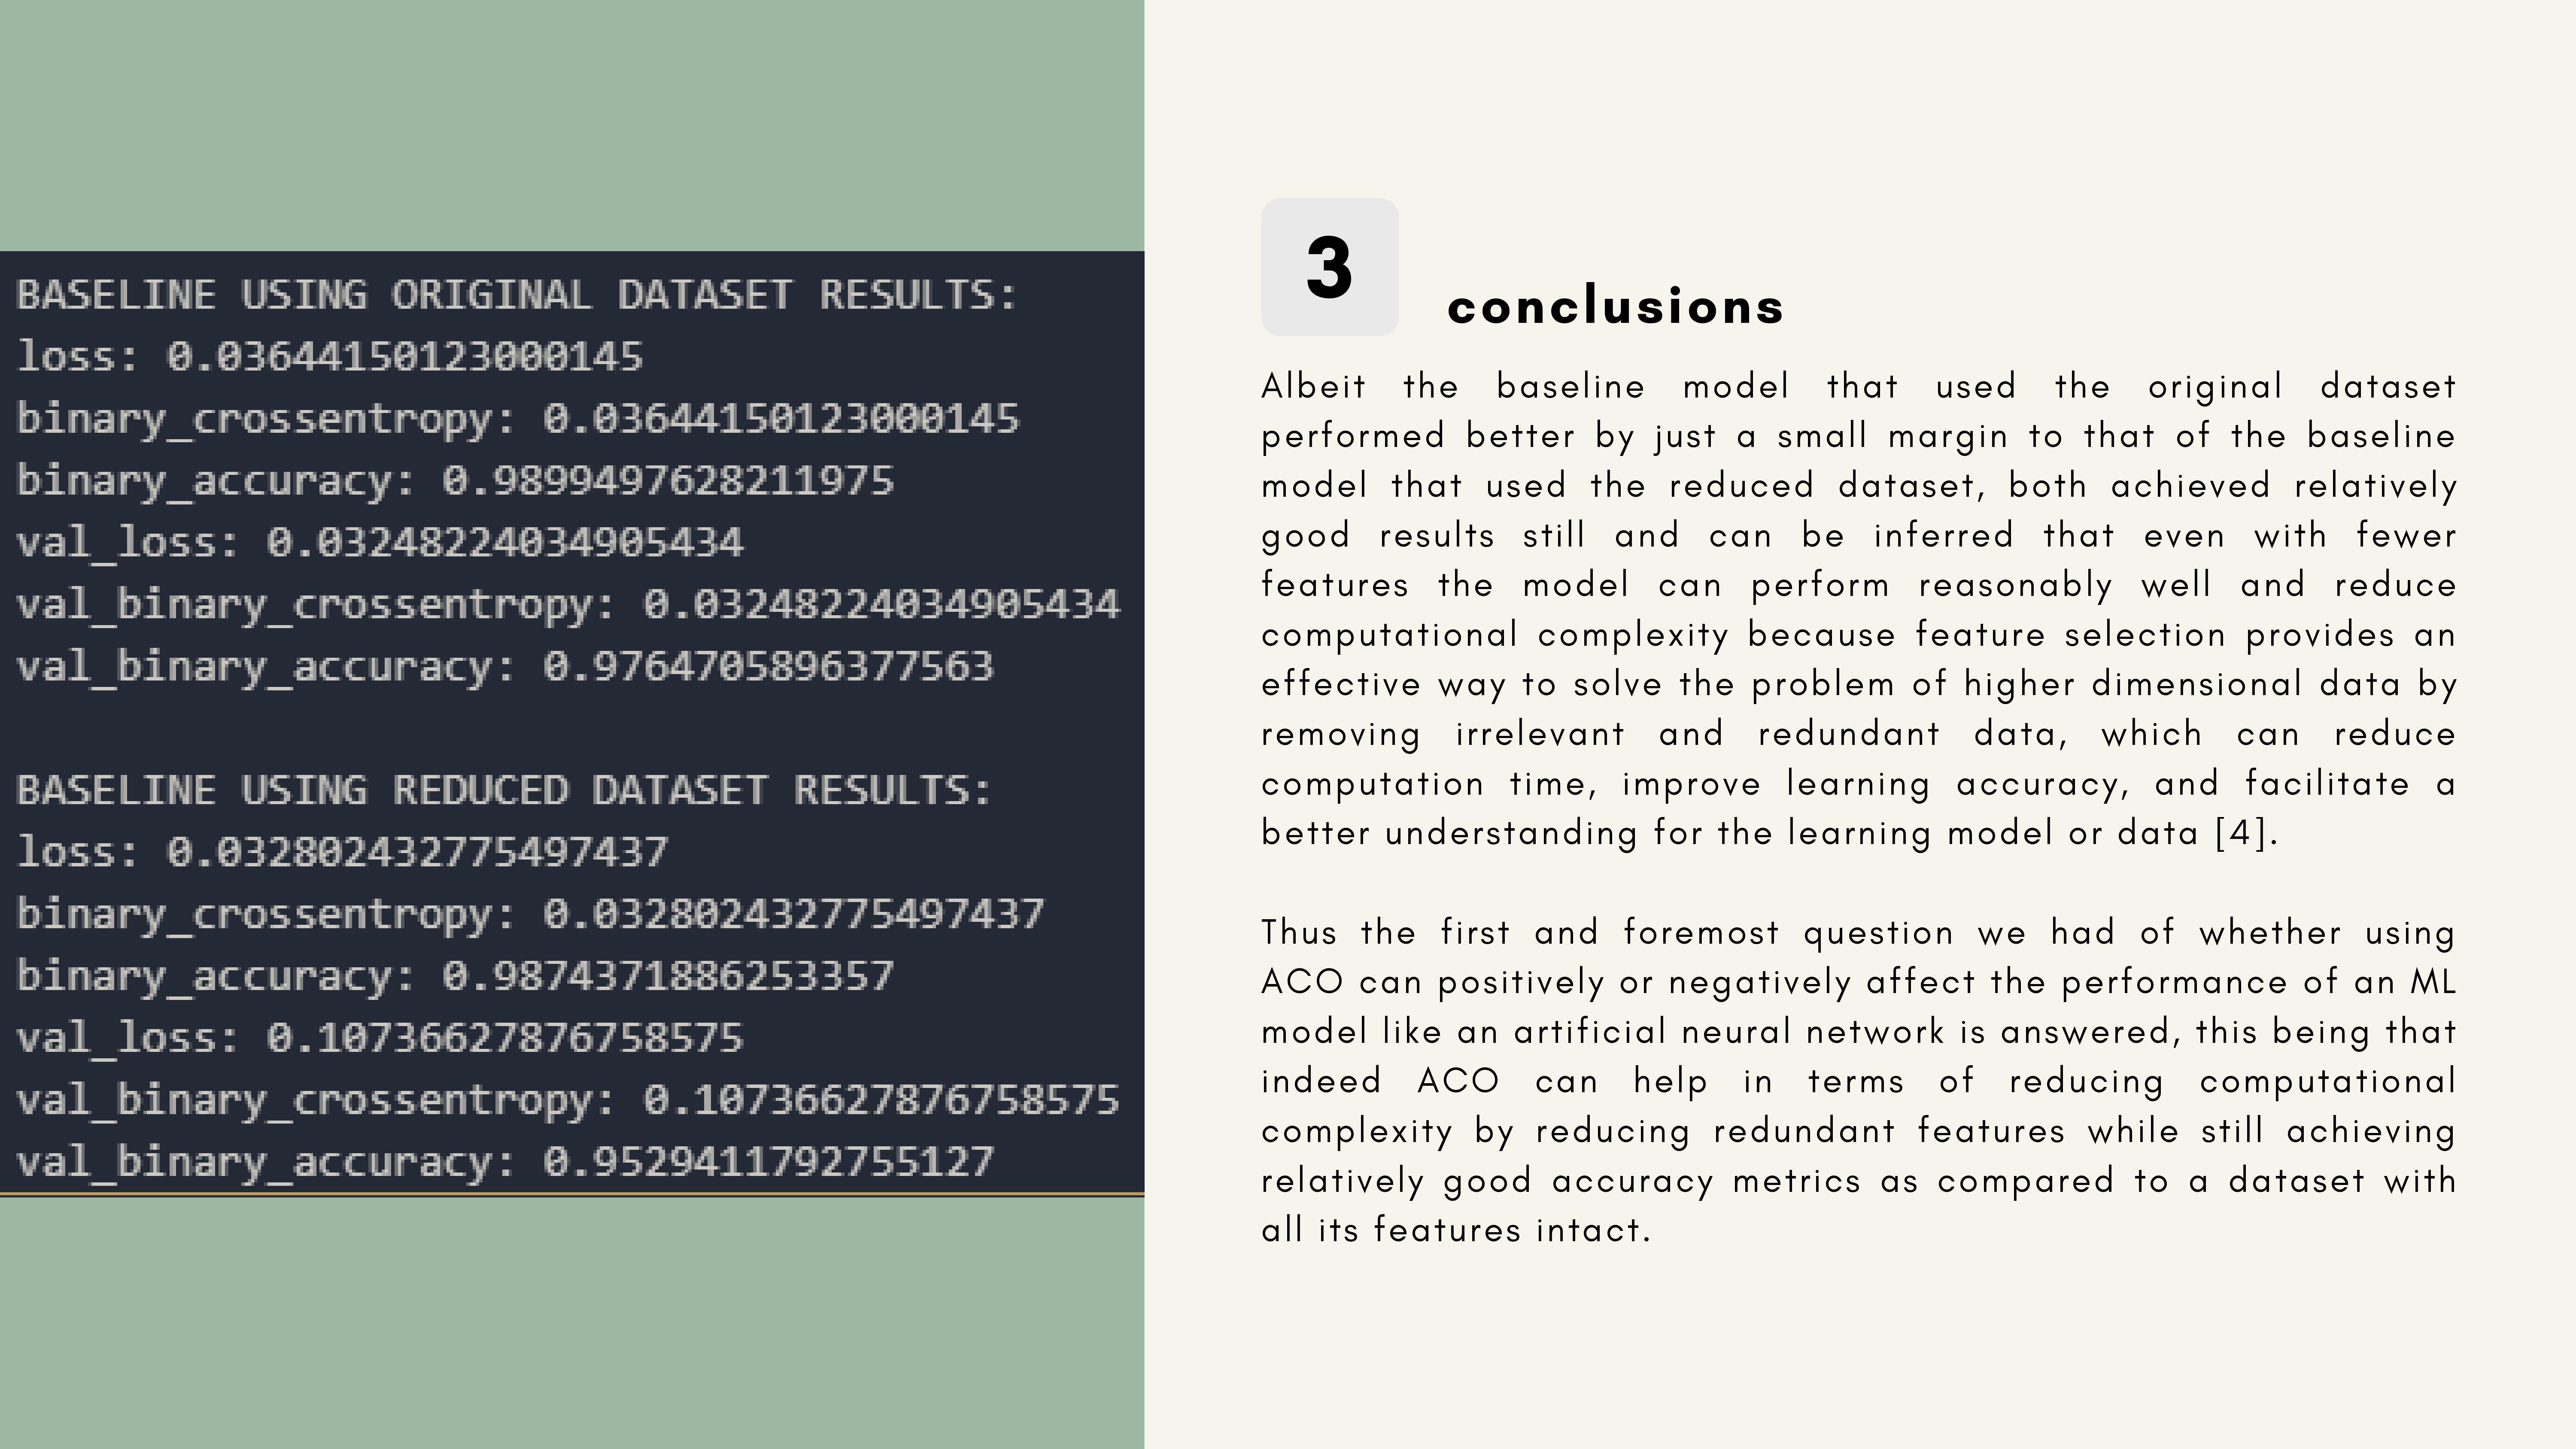 BASELINE USING ORIGINAL DATASET RESULTS:
loss: 0.03644150123000145
binary_crossentropy: 0.03644150123000145
binary_accuracy: 0.9899497628211975
val_loss: 0.03248224034905434
val_binary_crossentropy: 0.03248224034905434
val_binary_accuracy: 0.9764705896377563
BASELINE USING REDUCED DATASET RESULTS:
loss: 0.032802432775497437
binary_crossentropy: 0.032802432775497437
binary_accuracy: 0.9874371886253357
val_loss: 0.10736627876758575
val_binary_crossentropy: 0.10736627876758575
val_binary_accuracy: 0.9529411792755127
3
conclusions
Albeit the baseline model that used the original dataset
performed better by just a small margin to that of the baseline
model that used the reduced dataset, both achieved relatively
good results still and can be inferred that even with fewer
features the model can perform reasonably well and reduce
computational complexity because feature selection provides an
effective way to solve the problem of higher dimensional data by
removing irrelevant and redundant data, which can reduce
computation time, improve learning accuracy, and facilitate a
better understanding for the learning model or data [4].
Thus the first and foremost question we had of whether using
ACO can positively or negatively affect the performance of an ML
model like an artificial neural network is answered, this being that
indeed ACO can help in terms of reducing computational
complexity by reducing redundant features while still achieving
relatively good accuracy metrics as compared to a dataset with
all its features intact.